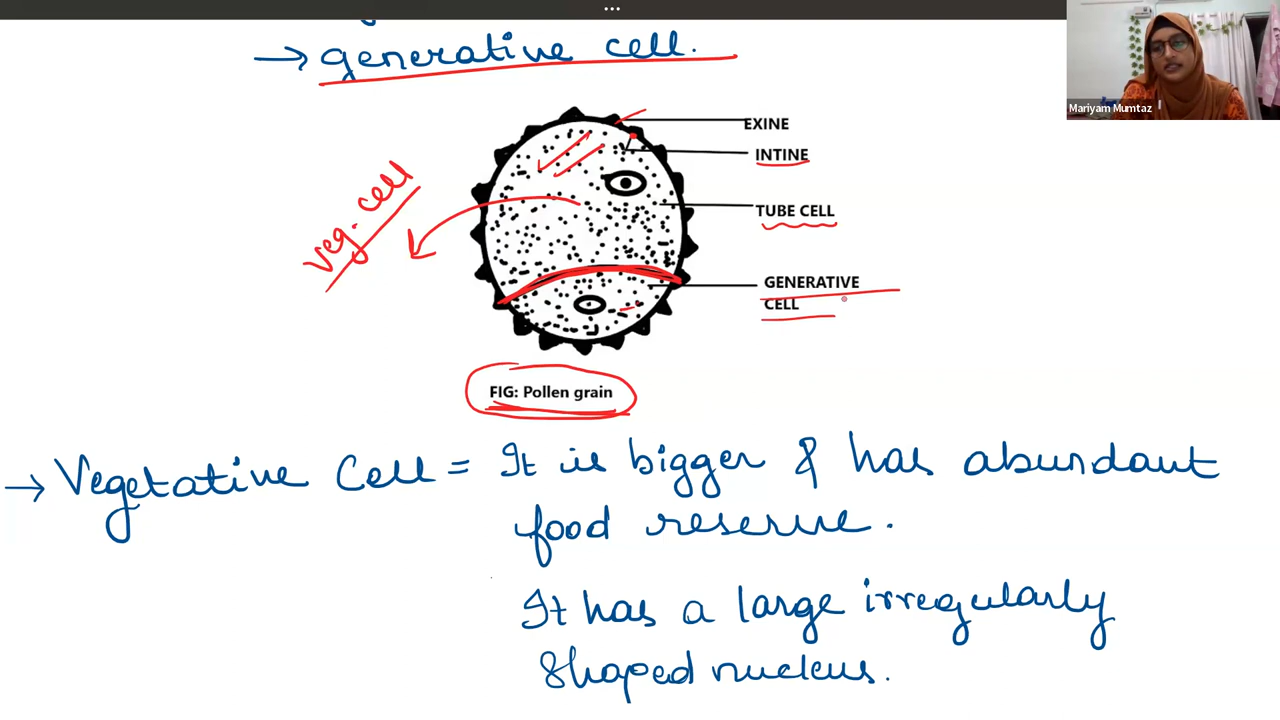 → generative cell.
Mariyam Mumtaz
EXINE
INTINE
veg. cell
TUBE CELL
GENERATIVE
CELL
FIG: Pollen grain
→ Vegetative Cell = It is bigger & has abundant
food reserve.
It has a large irregularly
shaped nucleus.